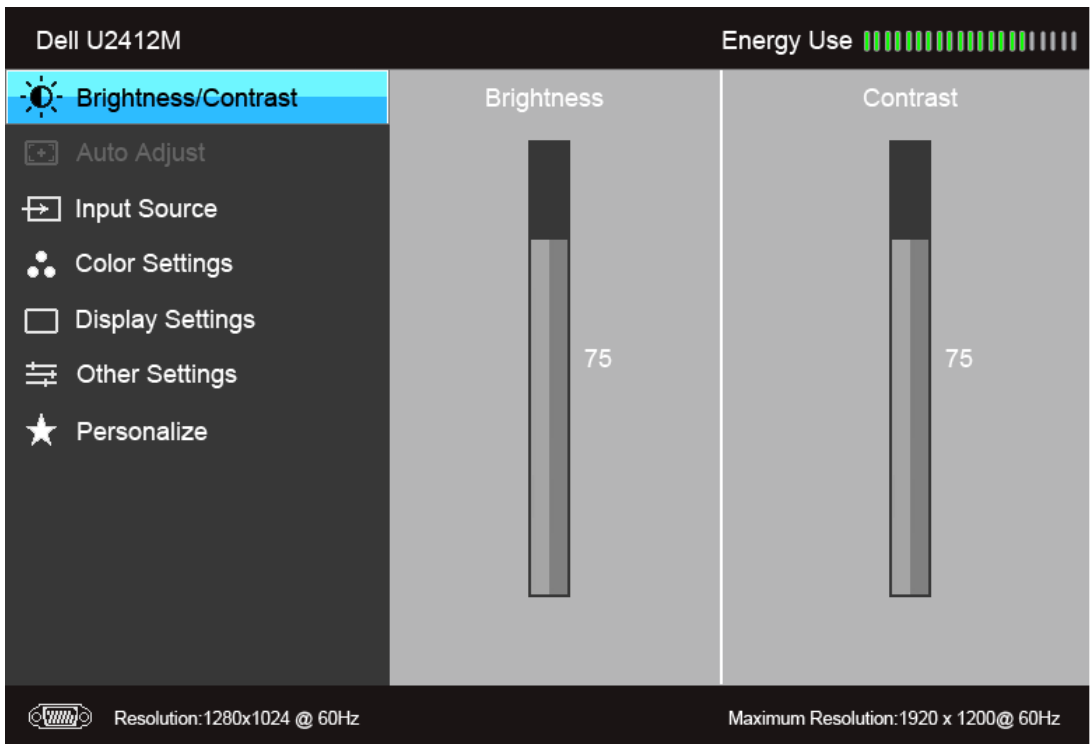 Dell U2412M
Energy Use
Brightness/Contrast
Auto Adjust
Input Source
Color Settings
Display Settings
Other Settings
Personalize
Brightness
75
Contrast
75
Resolution:1280x1024 @ 60Hz
Maximum Resolution:1920 x 1200@ 60Hz